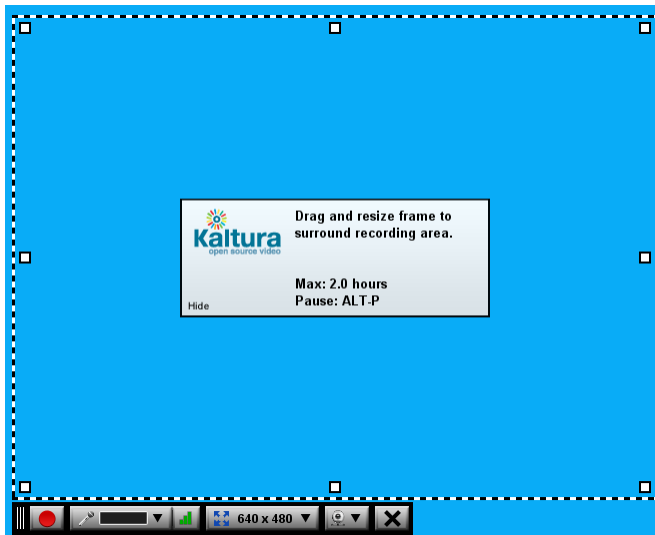 Drag and resize frame to
surround recording area.
Kaltura
open source video
Max: 2.0 hours
Pause: ALT-P
Hide
640 x 480